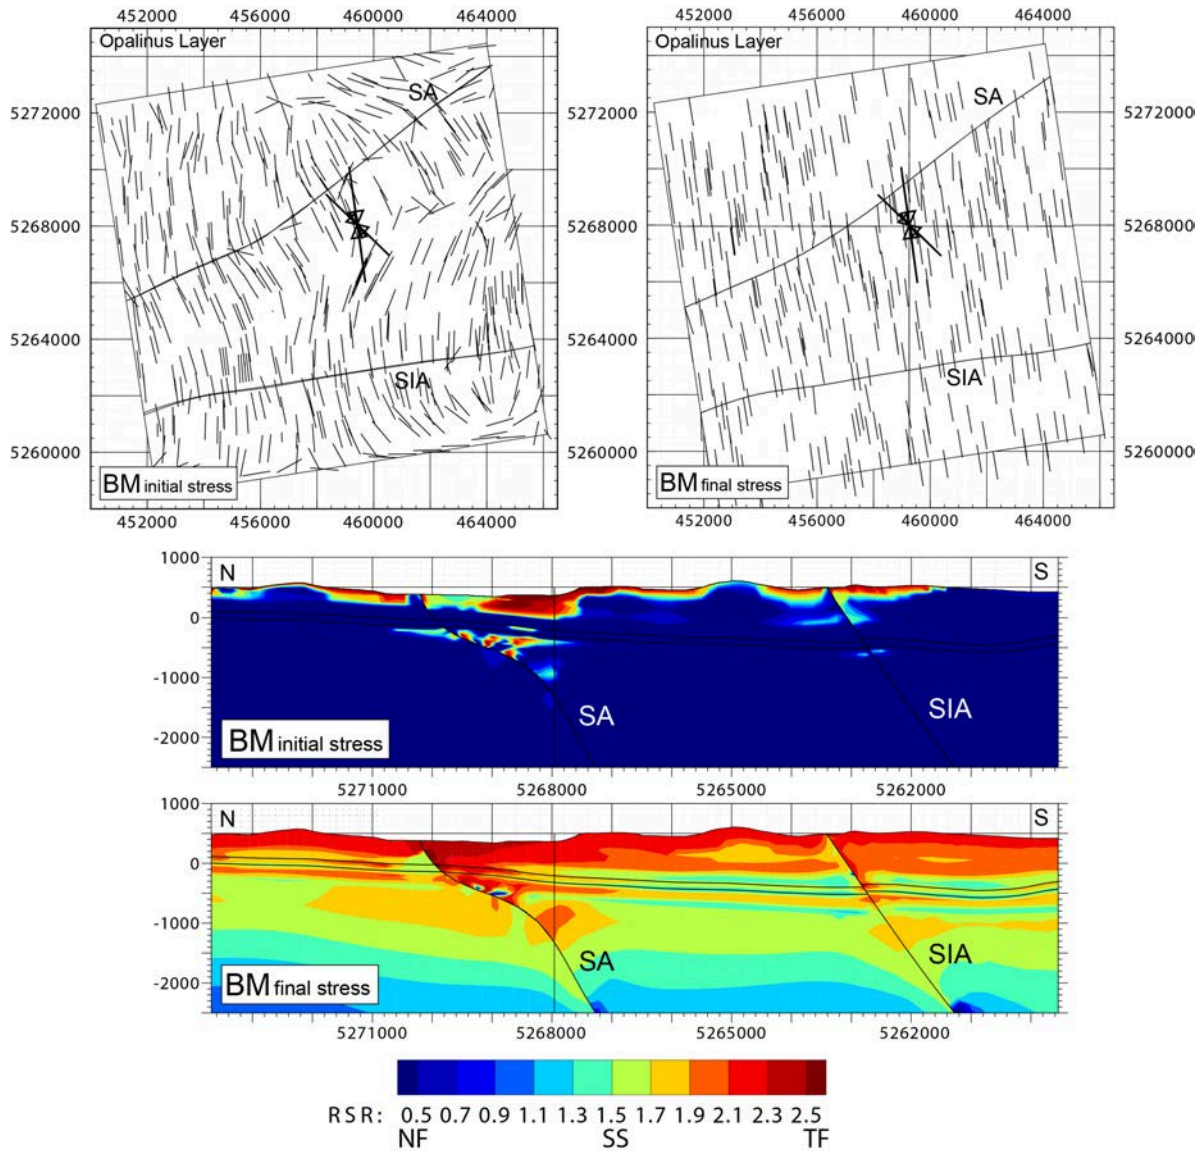 452000 456000 460000 464000
452000 456000 460000 464000
Opalinus Layer
Opalinus Layer
SA
SA
5272000
5272000
5272000
5268000
5268000
5268000
5264000
5264000
5264000
SIA
SIA
5260000
5260000
5260000
BM initial stress
BM final stress
452000 456000 460000 464000
452000 456000 460000 464000
1000
N
S
0
-1000
SA
SIA
BM initial stress
-2000
5271000 5268000 5265000 5262000
1000
N
S
0
-1000
SA
SIA
BM final stress
-2000
5271000 5268000 5265000 5262000
RSR: 0.5 0.7 0.9 1.1 1.3 1.5 1.7 1.9 2.1 2.3 2.5
NF SS TF